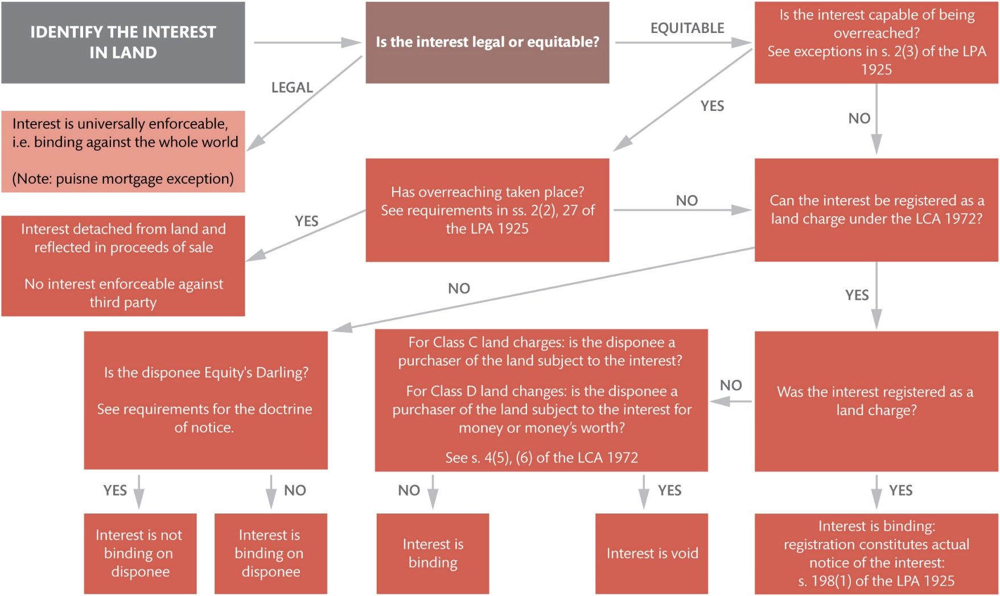 IDENTIFY THE INTEREST
IN LAND
Is the interest legal or equitable?
EQUITABLE
Is the interest capable of being
overreached?
See exceptions in s. 2(3) of the LPA
1925
LEGAL
YES
NO
Interest is universally enforceable,
i.e. binding against the whole world
(Note: puisne mortgage exception)
Has overreaching taken place?
See requirements in ss. 2(2), 27 of
the LPA 1925
NO
Can the interest be registered as a
land charge under the LCA 1972?
YES
Interest detached from land and
reflected in proceeds of sale
No interest enforceable against
third party
NO
YES
Is the disponee Equity's Darling?
See requirements for the doctrine
of notice.
For Class C land charges: is the disponee a
purchaser of the land subject to the interest?
For Class D land changes: is the disponee a
purchaser of the land subject to the interest for
money or money’s worth?
See s. 4(5), (6) of the LCA 1972
NO
Was the interest registered as a
land charge?
YES
NO
NO
YES
YES
Interest is not
binding on
disponee
Interest is
binding on
disponee
Interest is
binding
Interest is void
Interest is binding:
registration constitutes actual
notice of the interest:
s. 198(1) of the LPA 1925